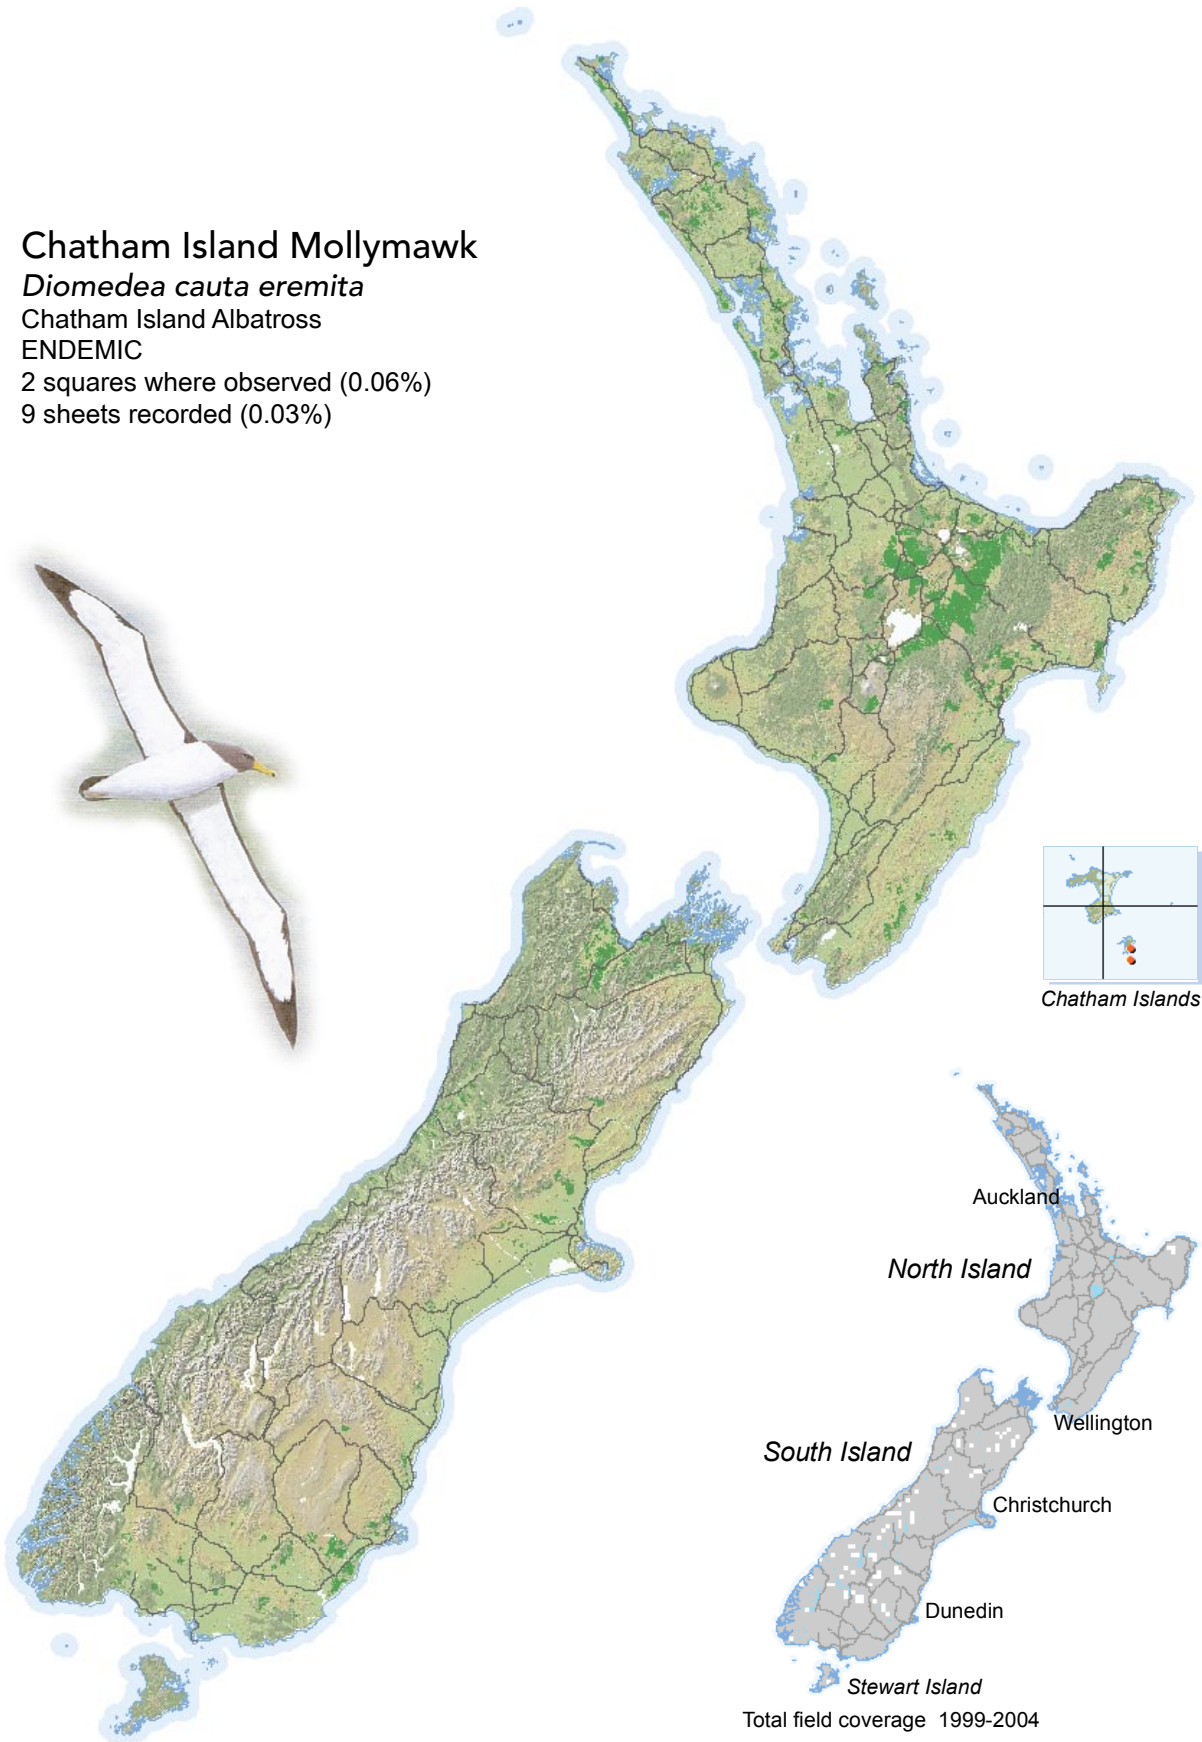 Chatham Island Mollymawk
Diomedea cauta eremita
Chatham Island Albatross
ENDEMIC
2 squares where observed (0.06%)
9 sheets recorded (0.03%)
Chatham Islands
Auckland
North Island
Wellington
South Island
Christchurch
Dunedin
Stewart Island
Total field coverage 1999-2004